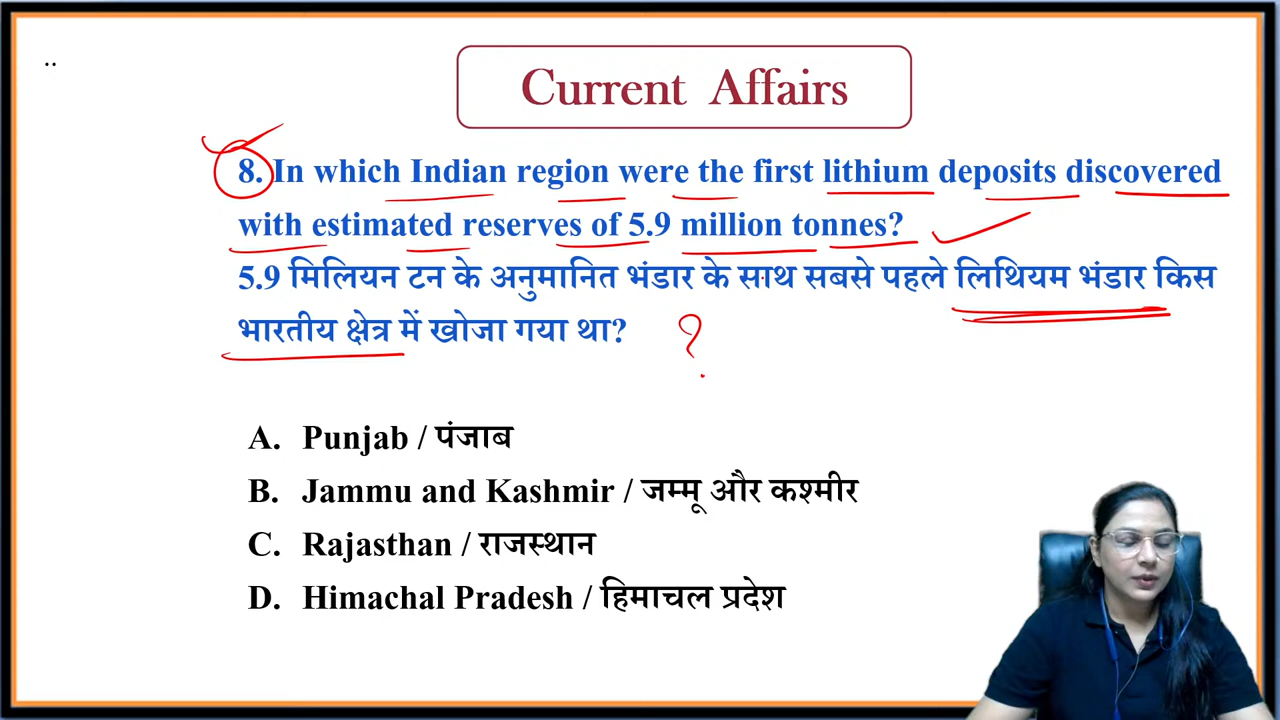 ..
Current Affairs
8. In which Indian region were the first lithium deposits discovered
with estimated reserves of 5.9 million tonnes?
5.9 मिलियन टन के अनुमानित भंडार के साथ सबसे पहले लिथियम भंडार किस
भारतीय क्षेत्र में खोजा गया था? ?
A. Punjab / पंजाब
B. Jammu and Kashmir / जम्मू और कश्मीर
C. Rajasthan / राजस्थान
D. Himachal Pradesh / हिमाचल प्रदेश